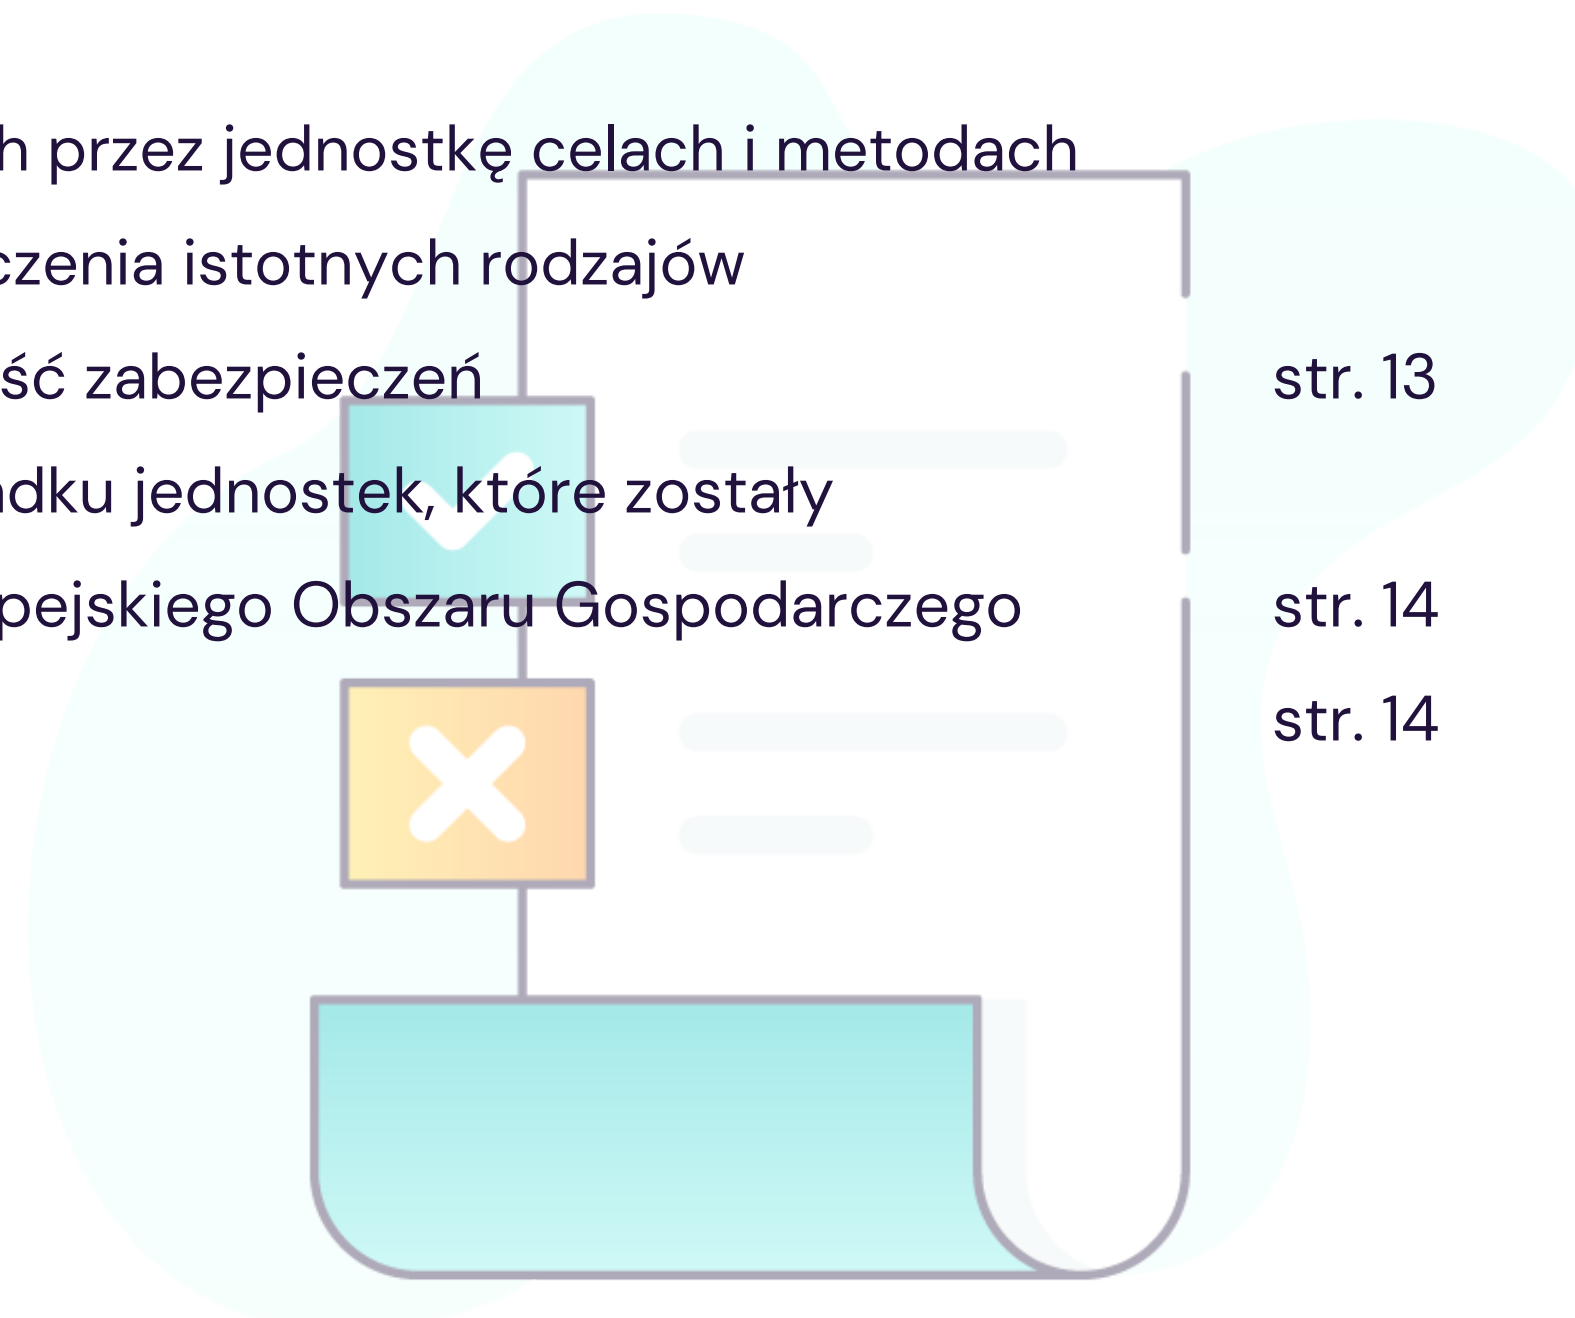 h przez jednostkę celach i metodach
czenia istotnych rodzajów
ść zabezpieczeń str. 13
dku jednostek, które zostały
pejskiego Obszaru Gospodarczego str. 14
str. 14